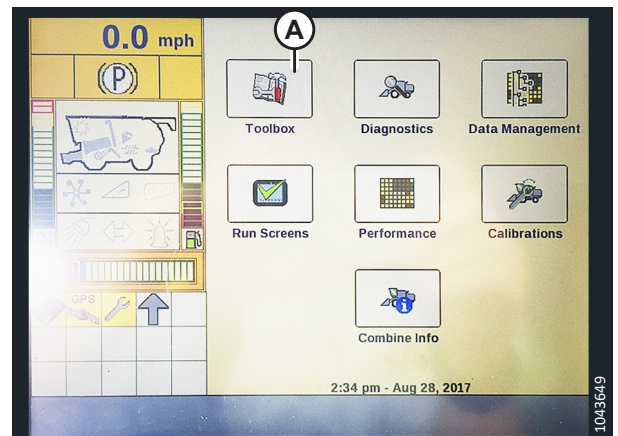 A
0.0 mph
(P)
Toolbox
Diagnostics
Data Management
Run Screens
Performance
Calibrations
GPS
Combine Info
2:34 pm - Aug 28, 2017
1043649